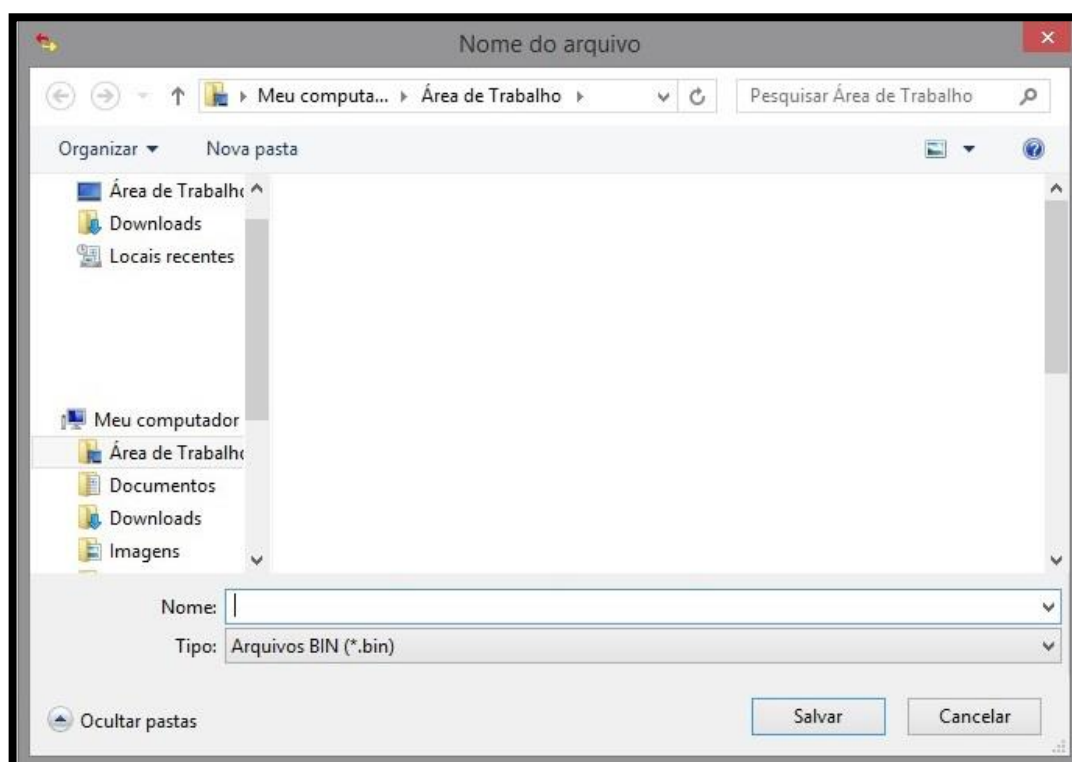 Nome do arquivo
Meu computa... Área de Trabalho Pesquisar Área de Trabalho
Organizar Nova pasta
Área de Trabalho
Downloads
Locais recentes
Meu computador
Área de Trabalho
Documentos
Downloads
Imagens
Nome:
Tipo: Arquivos BIN (*.bin)
Ocultar pastas Salvar Cancelar